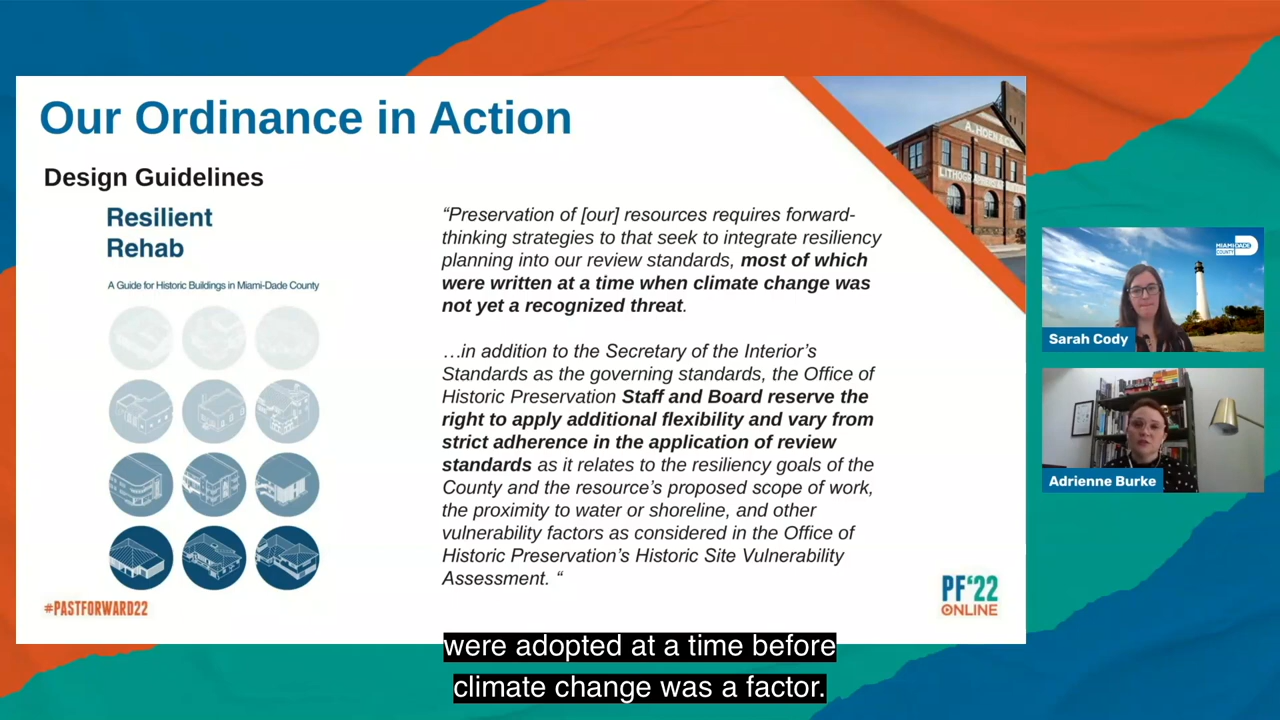 Our Ordinance in Action
Design Guidelines
Resilient
Rehab
A Guide for Historic Buildings in Miami-Dade County
“Preservation of [our] resources requires forward-
thinking strategies to that seek to integrate resiliency
planning into our review standards, most of which
were written at a time when climate change was
not yet a recognized threat.
…in addition to the Secretary of the Interior’s
Standards as the governing standards, the Office of
Historic Preservation Staff and Board reserve the
right to apply additional flexibility and vary from
strict adherence in the application of review
standards as it relates to the resiliency goals of the
County and the resource’s proposed scope of work,
the proximity to water or shoreline, and other
vulnerability factors as considered in the Office of
Historic Preservation’s Historic Site Vulnerability
Assessment. “
#PASTFORWARD22
PF‘22
ONLINE
A. HOEN & CO.
MIAMI-DADE
COUNTY
Sarah Cody
Adrienne Burke
were adopted at a time before
climate change was a factor.